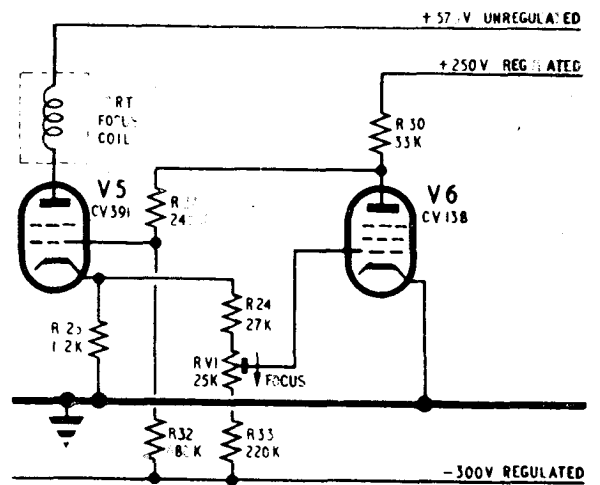 UNREGULATED
+250V
FOCUS
COIL
V5
CV391
R30
33K
V6
CV138
R24
27K
RV1
25K
FOCUS
R32
R33
220K
-300V REGULATED